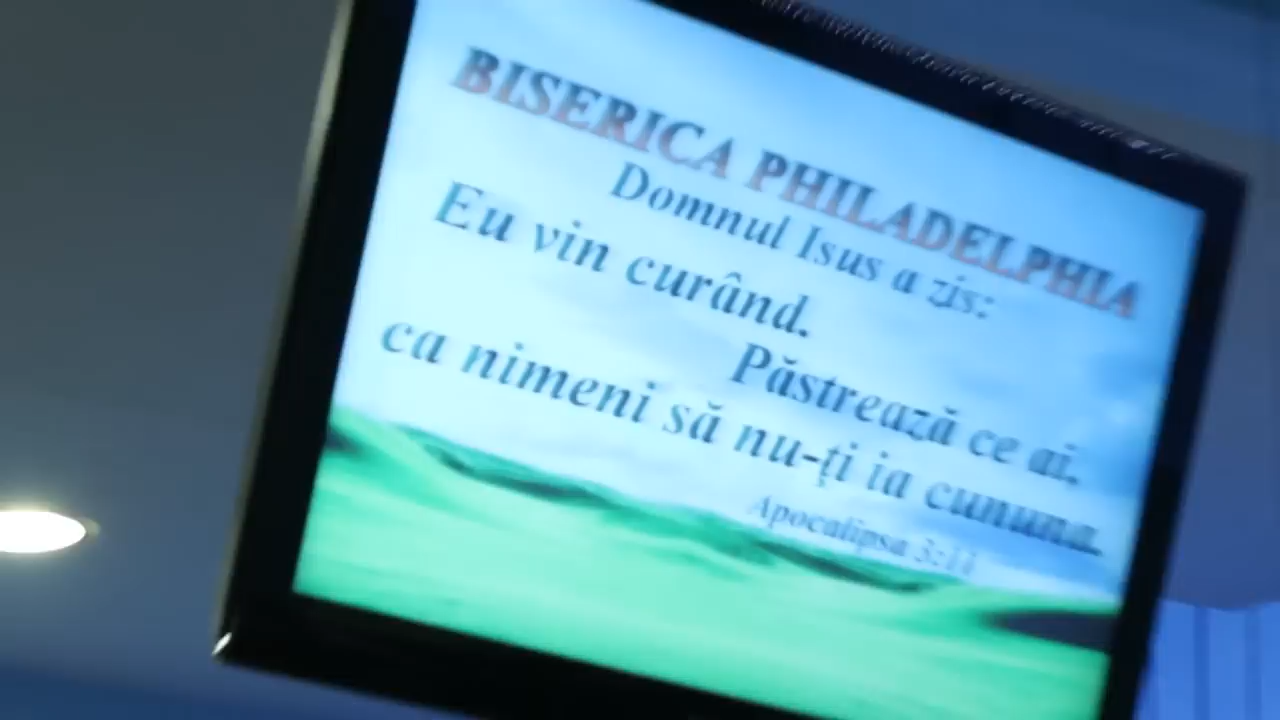 BISERICA PHILADELPHIA
Domnul Isus a zis:
Eu vin curând.
Păstrează ce ai,
ca nimeni să nu-ți ia cununa.
Apocalipsa 3:11